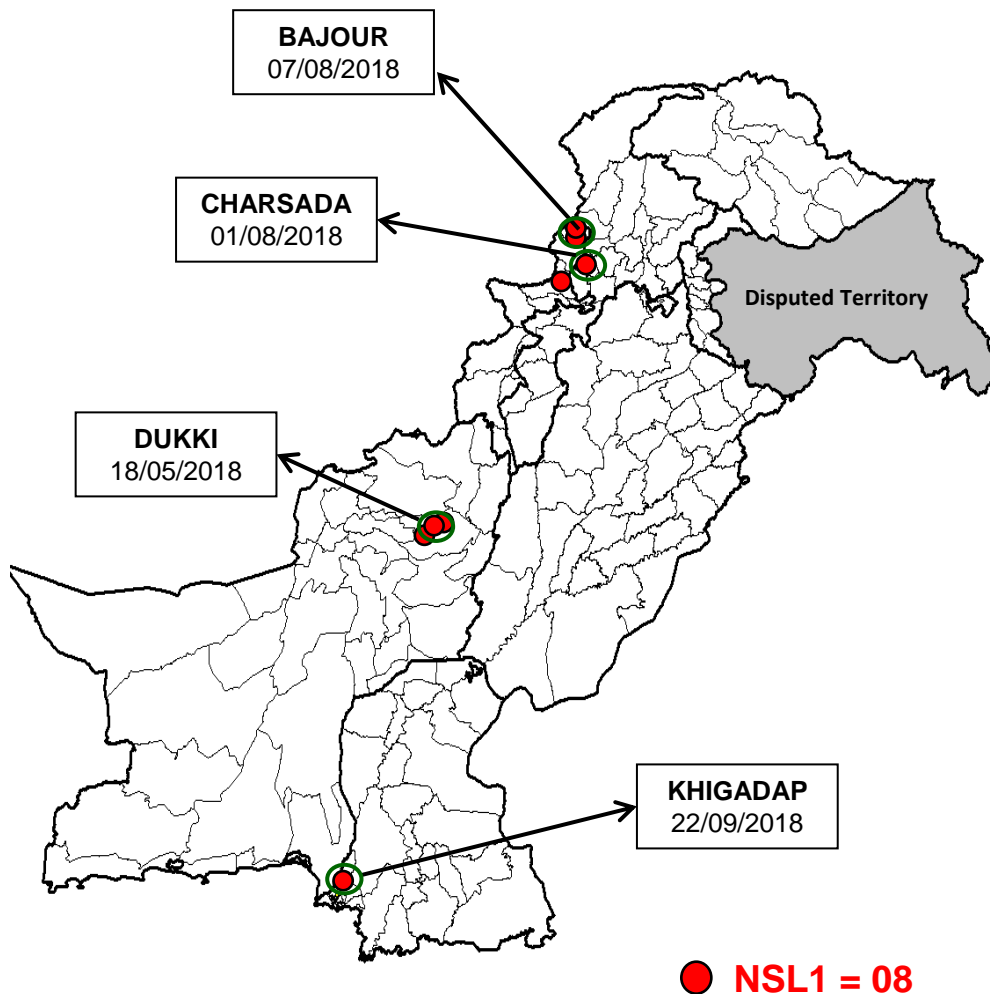 BAJOUR
07/08/2018
CHARSADA
01/08/2018
Disputed Territory
DUKKI
18/05/2018
KHIGADAP
22/09/2018
NSL1 = 08